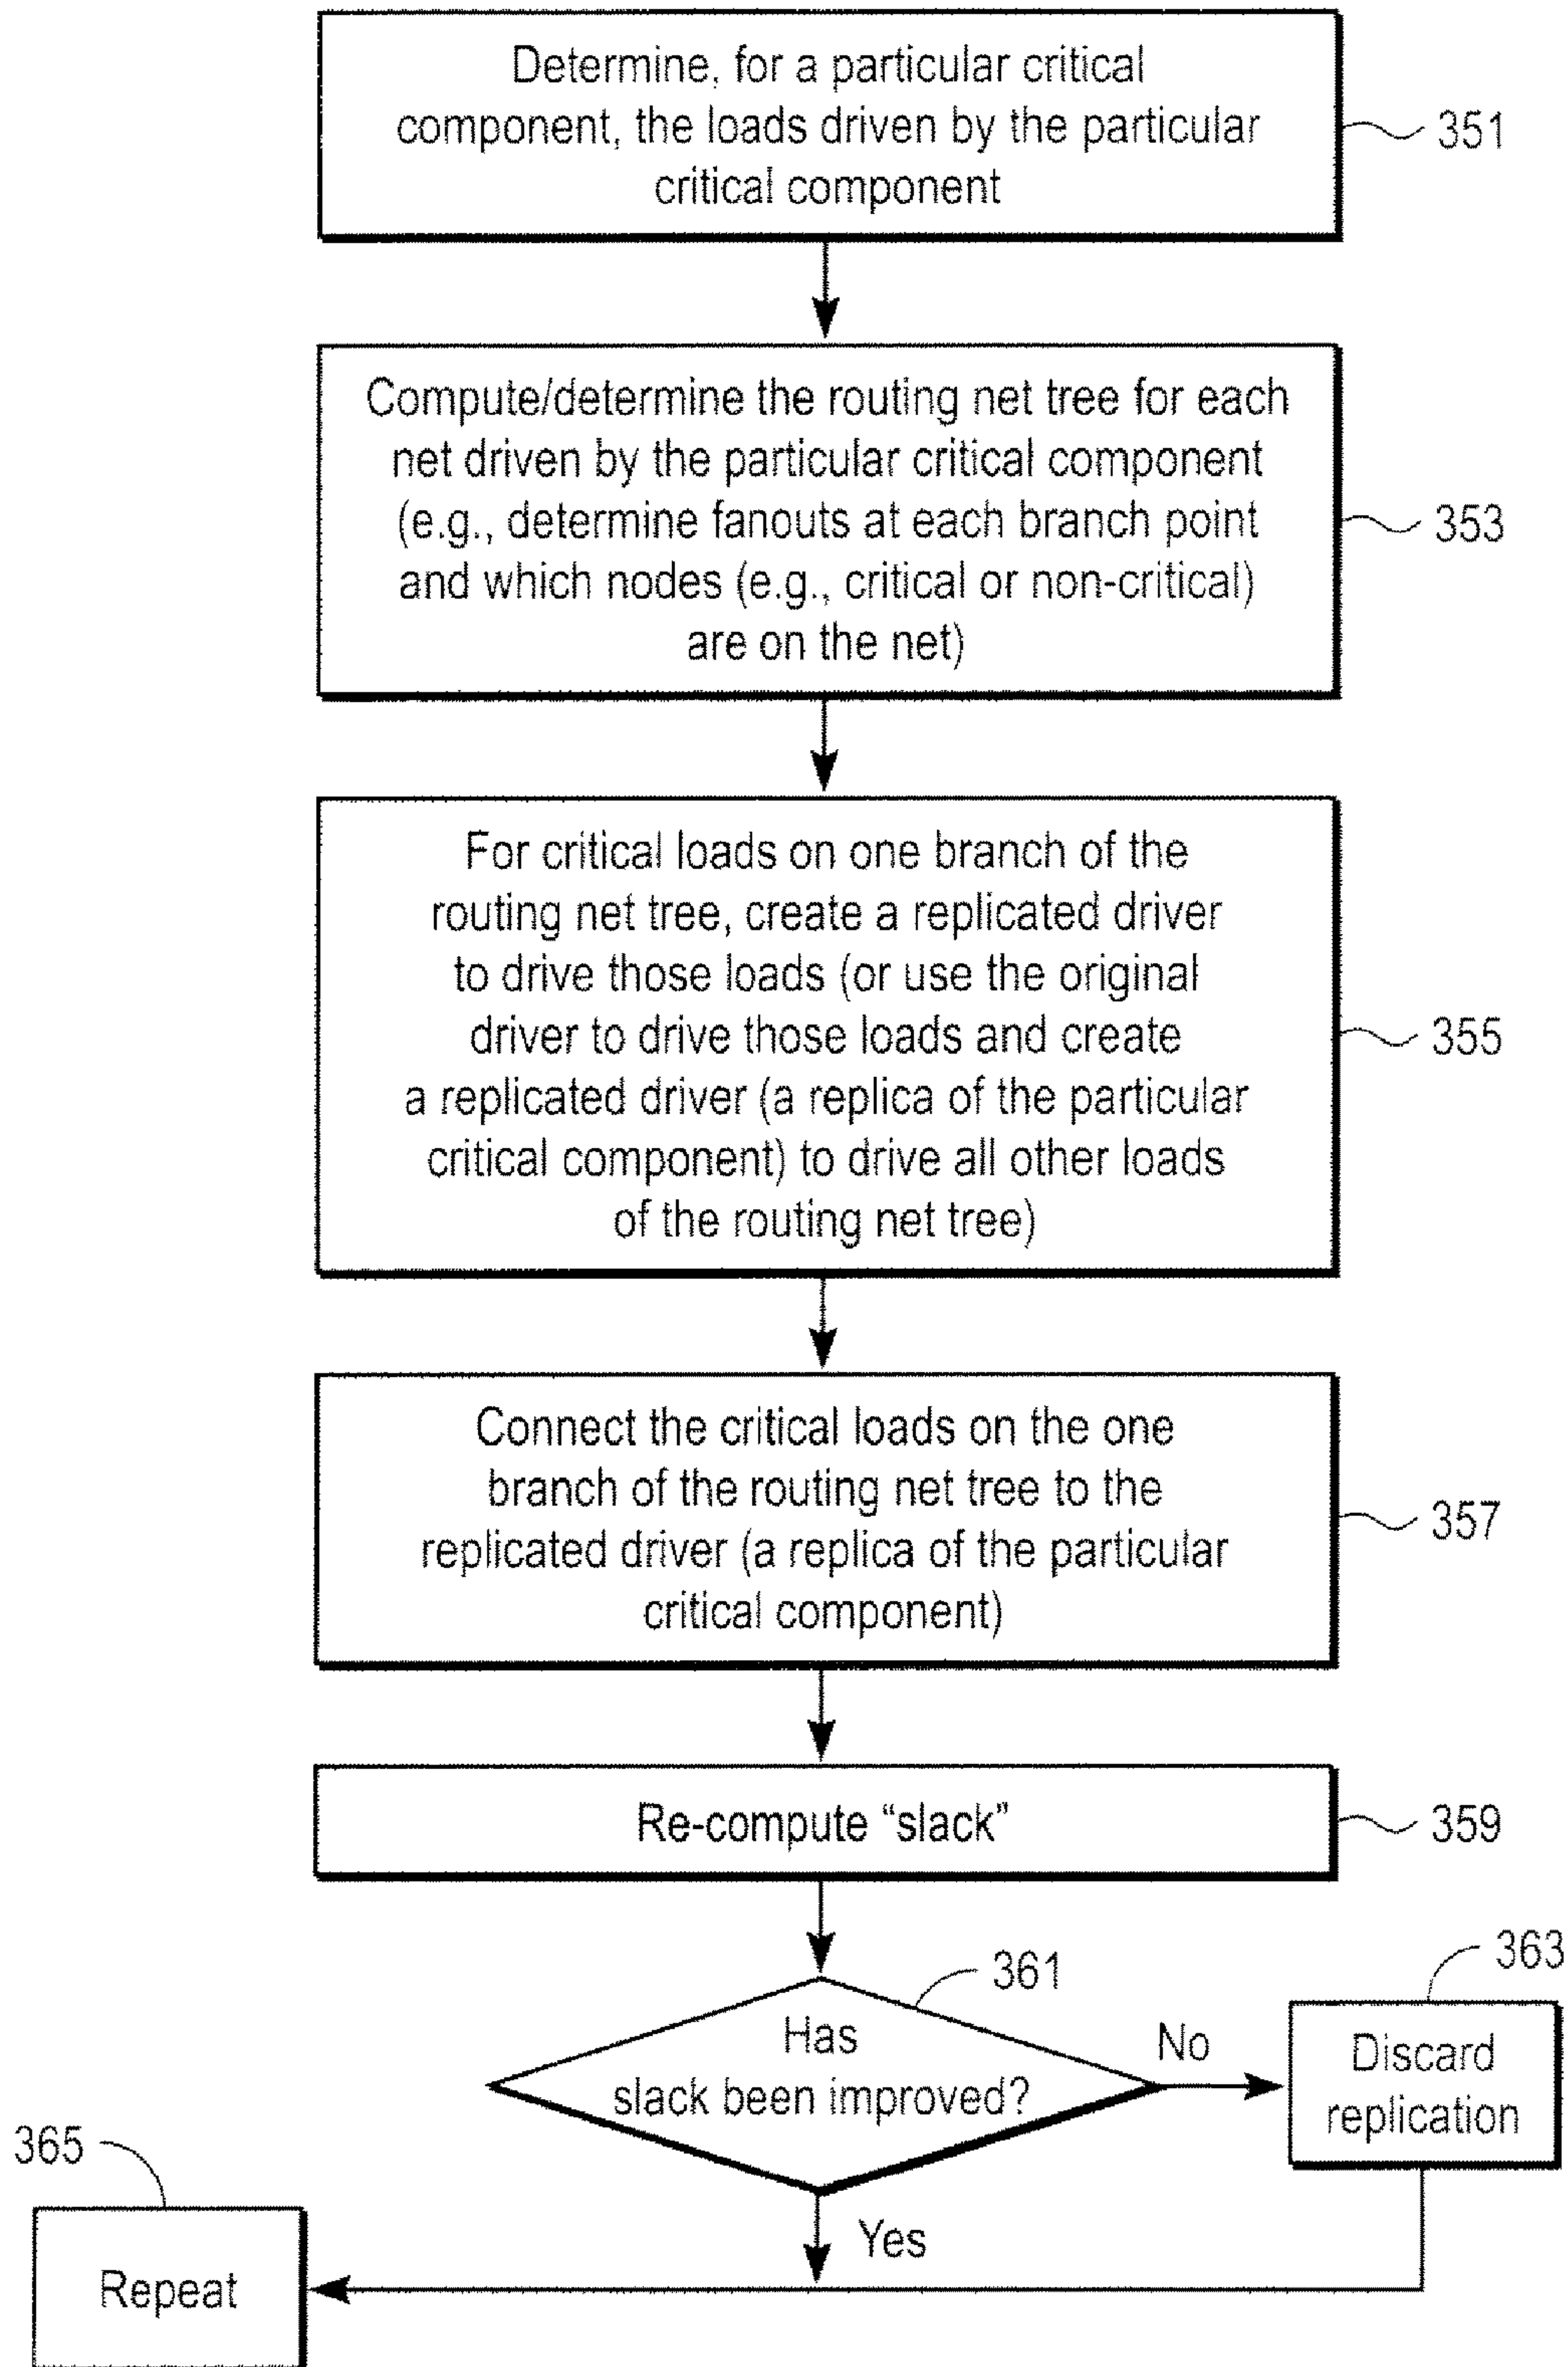 Determine, for a particular critical
component, the loads driven by the particular
critical component
351
Compute/determine the routing net tree for each
net driven by the particular critical component
(e.g., determine fanouts at each branch point
and which nodes (e.g., critical or non-critical)
are on the net)
353
For critical loads on one branch of the
routing net tree, create a replicated driver
to drive those loads (or use the original
driver to drive those loads and create
a replicated driver (a replica of the particular
critical component) to drive all other loads
of the routing net tree)
355
Connect the critical loads on the one
branch of the routing net tree to the
replicated driver (a replica of the particular
critical component)
357
Re-compute “slack”
359
361
Has
slack been improved?
No
363
Discard
replication
Yes
365
Repeat